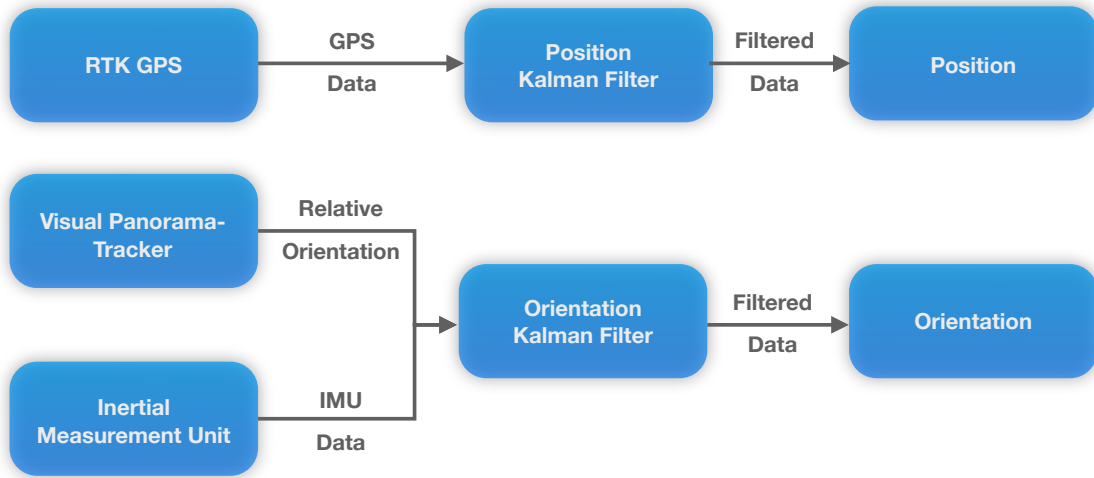 RTK GPS
GPS
Data
Position
Kalman Filter
Filtered
Data
Position
Visual Panorama-
Tracker
Relative
Orientation
Inertial
Measurement Unit
IMU
Data
Orientation
Kalman Filter
Filtered
Data
Orientation